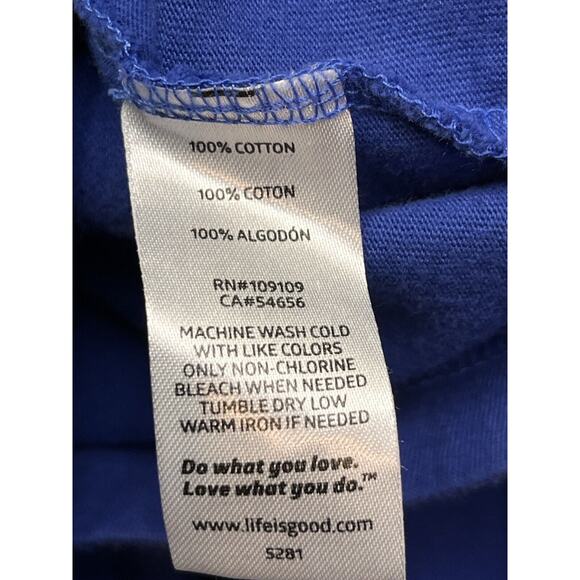 100% COTTON
100% COTON
100% ALGODÓN
RN#109109
CA#54656
MACHINE WASH COLD
WITH LIKE COLORS
ONLY NON-CHLORINE
BLEACH WHEN NEEDED
TUMBLE DRY LOW
WARM IRON IF NEEDED
Do what you love.
Love what you do.™
www.lifeisgood.com
5281